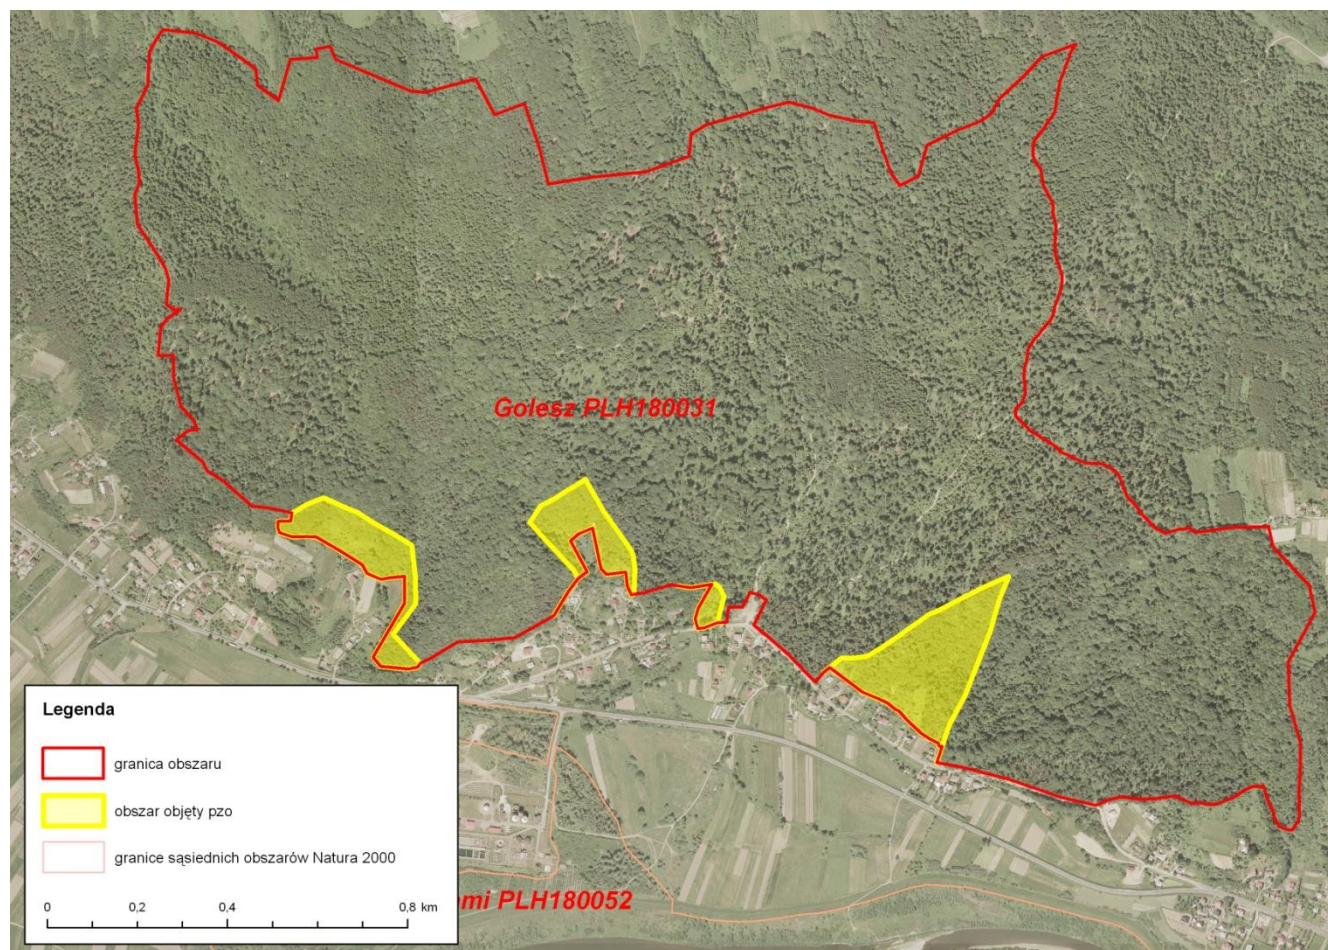 Golesz PLH180031
Legenda
granica obszaru
obszar objęty pzo
granice sąsiednich obszarów Natura 2000
0 0,2 0,4 0,8 km
PLH180052